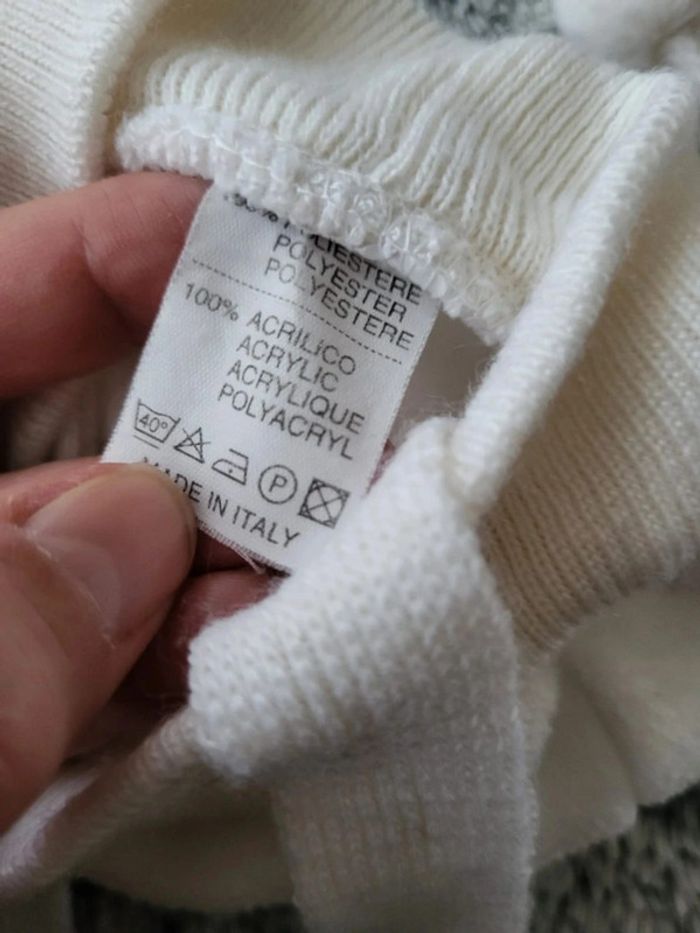 POLIESTERE
POLYESTER
POLYESTERE
100% ACRILICO
ACRYLIC
ACRYLIQUE
POLYACRYL
40° P
MADE IN ITALY